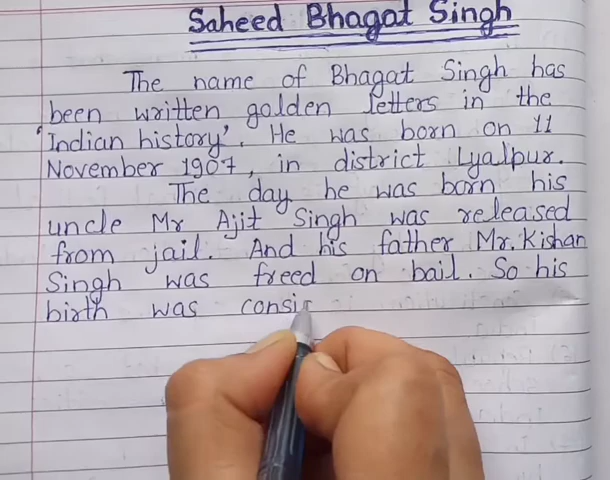 Saheed Bhagat Singh
The name of Bhagat Singh has
been written golden letters in the
'Indian history'. He was born on 11
November 1907, in district Lyalpur.
The day he was born his
uncle Mr Ajit Singh was released
from jail. And his father Mr. Kishan
Singh was freed on bail. So his
birth was consi